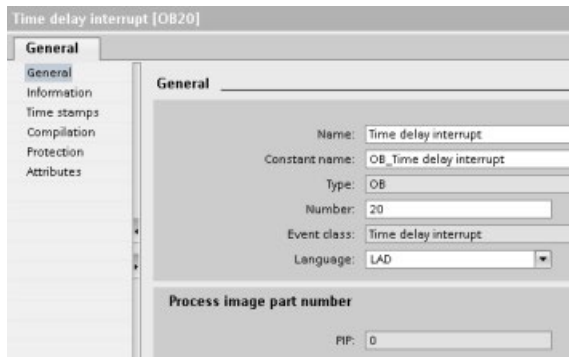 Time delay interrupt [OB20]
General
General
Information
Time stamps
Compilation
Protection
Attributes
General
Name: Time delay interrupt
Constant name: OB_Time delay interrupt
Type: OB
Number: 20
Event class: Time delay interrupt
Language: LAD
Process image part number
PIP: 0